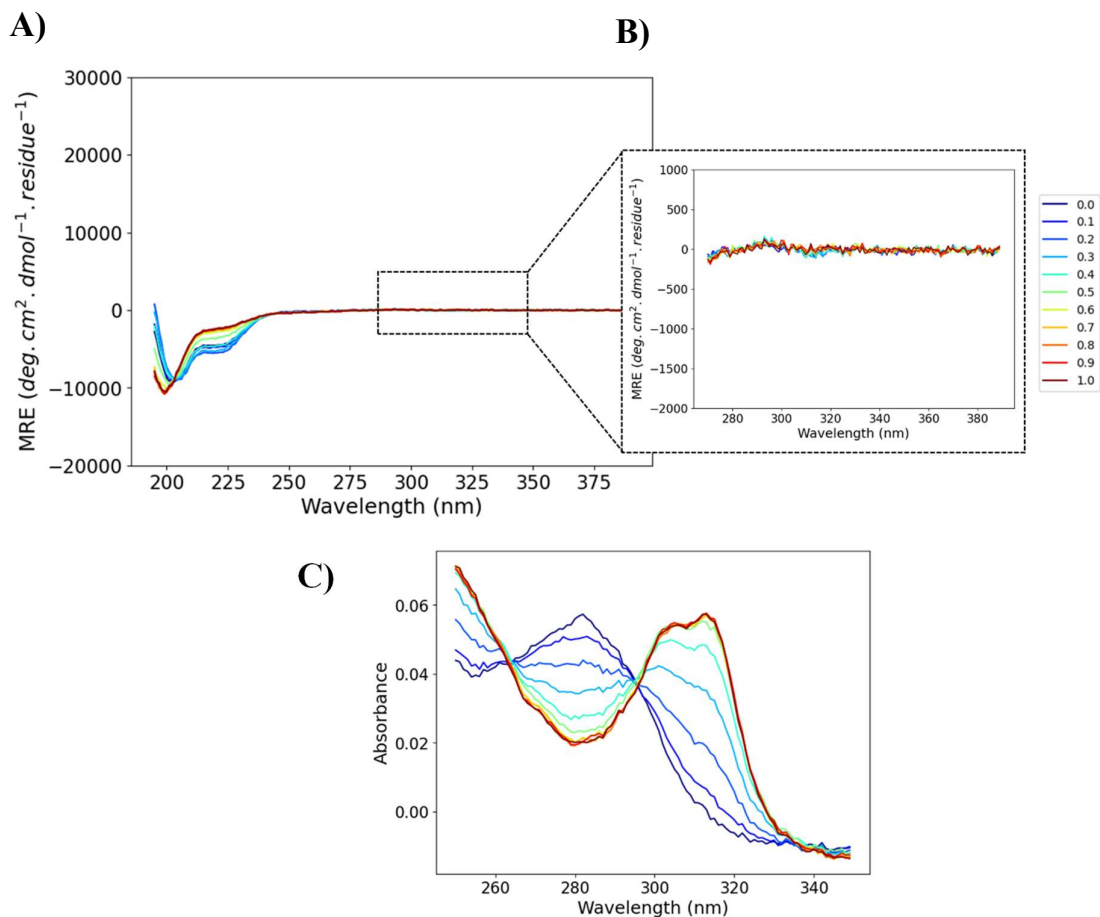 A)
B)
30000
20000
10000
0
−10000
−20000
MRE (deg. cm². dmol⁻¹. residue⁻¹)
200 225 250 275 300 325 350 375
Wavelength (nm)
1000
500
0
−500
−1000
−1500
−2000
MRE (deg. cm². dmol⁻¹. residue⁻¹)
280 300 320 340 360 380
Wavelength (nm)
0.0
0.1
0.2
0.3
0.4
0.5
0.6
0.7
0.8
0.9
1.0
C)
0.06
0.04
0.02
0.00
Absorbance
260 280 300 320 340
Wavelength (nm)